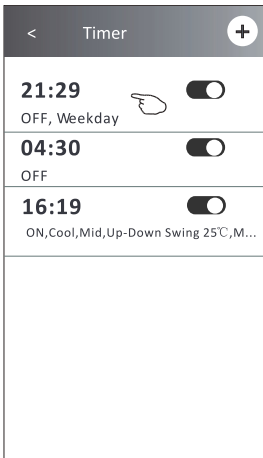 < Timer +
21:29
OFF, Weekday
04:30
OFF
16:19
ON,Cool,Mid,Up-Down Swing 25℃,M...